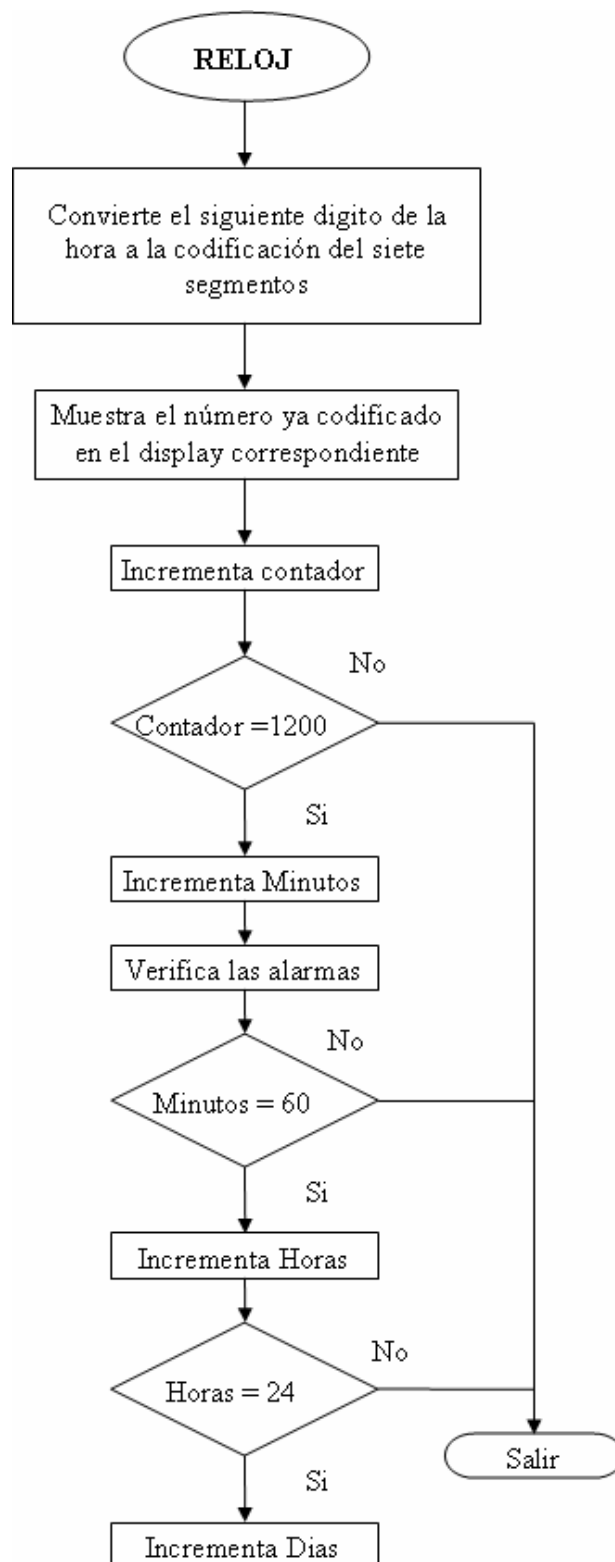 RELOJ
Convierte el siguiente digito de la
hora a la codificación del siete
segmentos
Muestra el número ya codificado
en el display correspondiente
Incrementa contador
No
Contador =1200
Si
Incrementa Minutos
Verifica las alarmas
No
Minutos = 60
Si
Incrementa Horas
No
Horas = 24
Salir
Si
Incrementa Dias